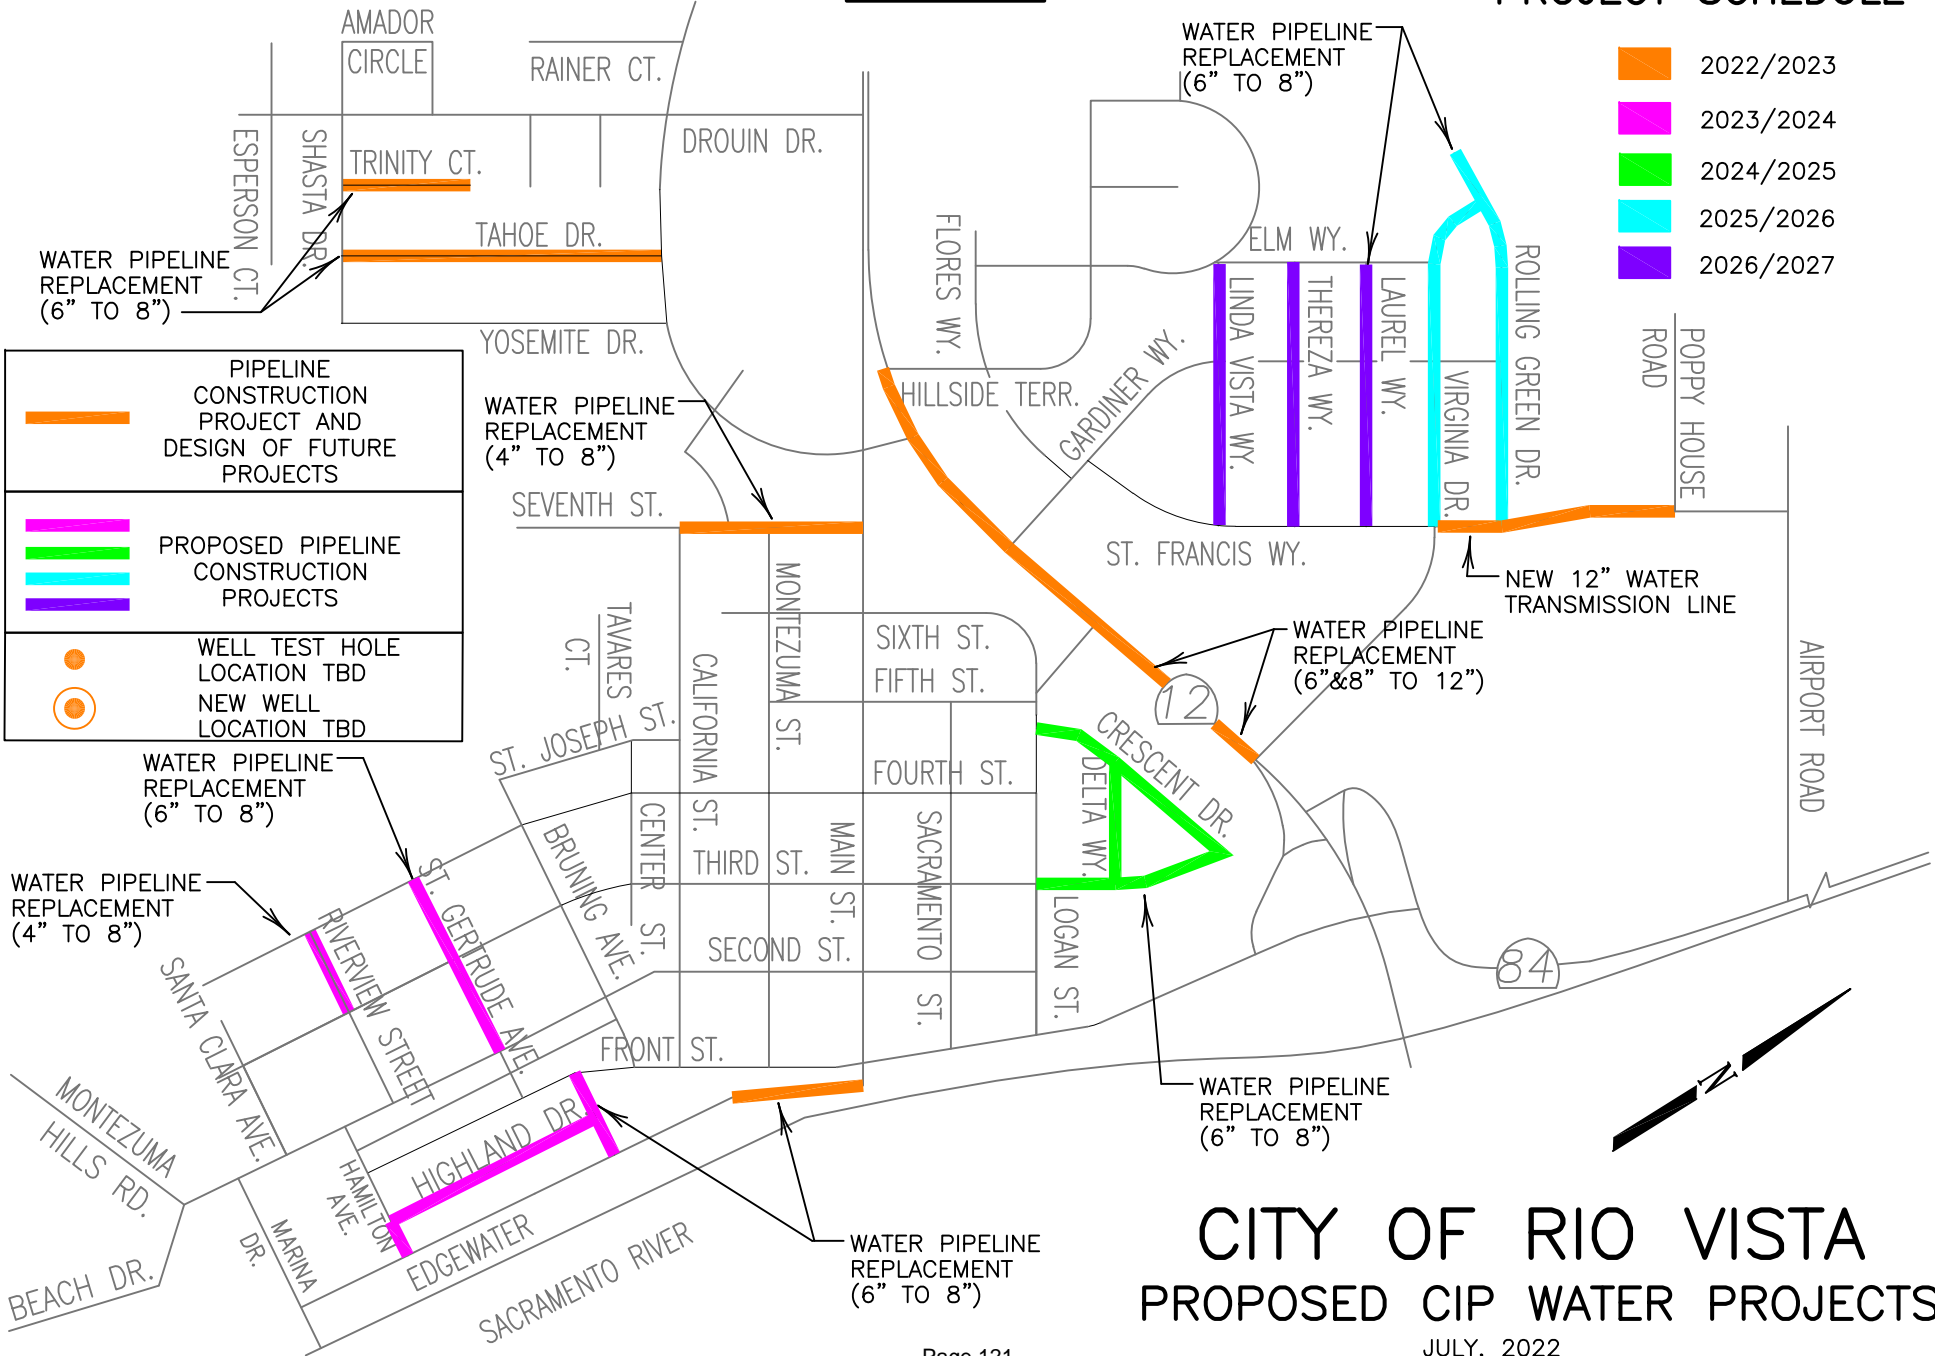 PROJECT SCHEDULE
2022/2023
2023/2024
2024/2025
2025/2026
2026/2027
AMADOR
CIRCLE
RAINER CT.
DROUIN DR.
ESPERSON CT.
SHASTA DR.
TRINITY CT.
TAHOE DR.
YOSEMITE DR.
WATER PIPELINE
REPLACEMENT
(6” TO 8”)
WATER PIPELINE
REPLACEMENT
(6” TO 8”)
FLORES WY.
ELM WY.
LINDA VISTA WY.
THEREZA WY.
LAUREL WY.
VIRGINIA DR.
ROLLING GREEN DR.
POPPY HOUSE
ROAD
HILLSIDE TERR.
GARDINER WY.
ST. FRANCIS WY.
PIPELINE
CONSTRUCTION
PROJECT AND
DESIGN OF FUTURE
PROJECTS
PROPOSED PIPELINE
CONSTRUCTION
PROJECTS
WELL TEST HOLE
LOCATION TBD
NEW WELL
LOCATION TBD
WATER PIPELINE
REPLACEMENT
(4” TO 8”)
SEVENTH ST.
NEW 12” WATER
TRANSMISSION LINE
WATER PIPELINE
REPLACEMENT
(6”&8” TO 12”)
12
AIRPORT ROAD
TAVARES
CT.
CALIFORNIA ST.
MONTEZUMA ST.
SIXTH ST.
FIFTH ST.
FOURTH ST.
THIRD ST.
SECOND ST.
FRONT ST.
ST. JOSEPH ST.
CENTER ST.
MAIN ST.
SACRAMENTO ST.
LOGAN ST.
DELTA WY.
CRESCENT DR.
BRUNING AVE.
WATER PIPELINE
REPLACEMENT
(6” TO 8”)
WATER PIPELINE
REPLACEMENT
(4” TO 8”)
ST. GERTRUDE AVE.
RIVERVIEW STREET
SANTA CLARA AVE.
84
MONTEZUMA
HILLS RD.
BEACH DR.
MARINA
DR.
HAMILTON
AVE.
HIGHLAND DR.
EDGEWATER
SACRAMENTO RIVER
WATER PIPELINE
REPLACEMENT
(6” TO 8”)
WATER PIPELINE
REPLACEMENT
(6” TO 8”)
N
CITY OF RIO VISTA
PROPOSED CIP WATER PROJECTS
JULY, 2022
Page 121